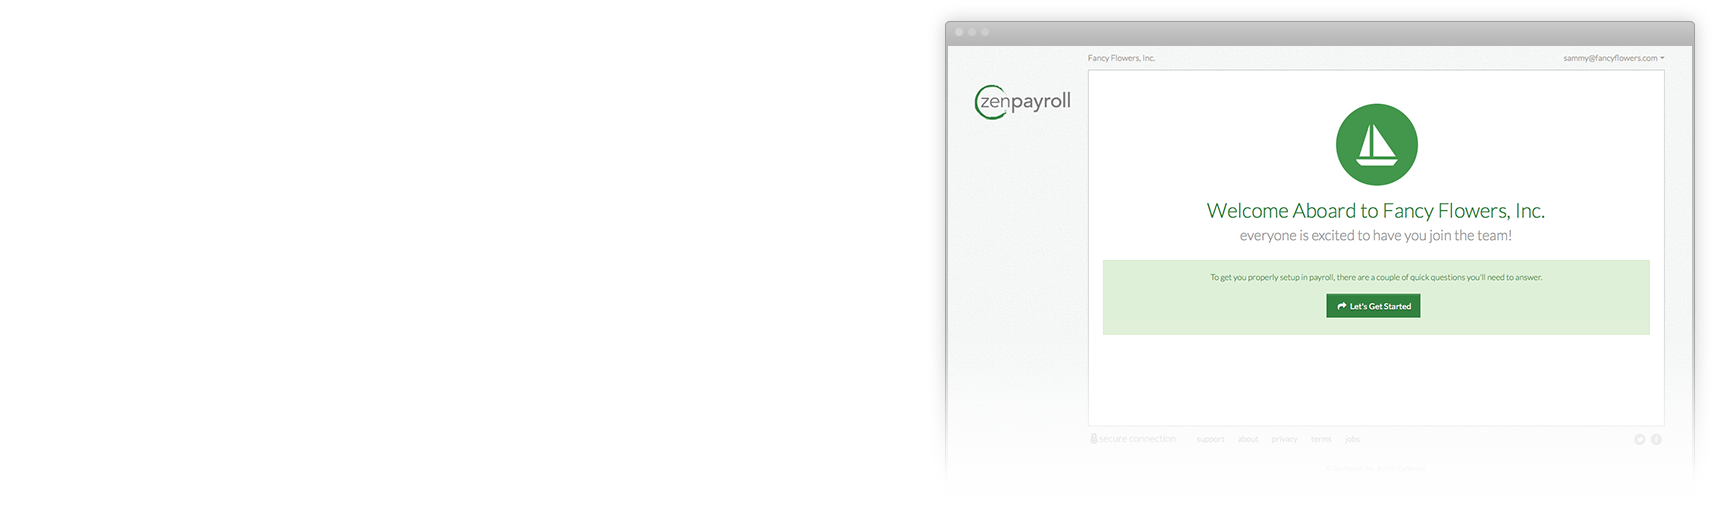 Fancy Flowers, Inc.
sammy@fancyflowers.com
zenpayroll
Welcome Aboard to Fancy Flowers, Inc.
everyone is excited to have you join the team!
To get you properly setup in payroll, there are a couple of quick questions you'll need to answer.
Let's Get Started
secure connection support about privacy terms jobs